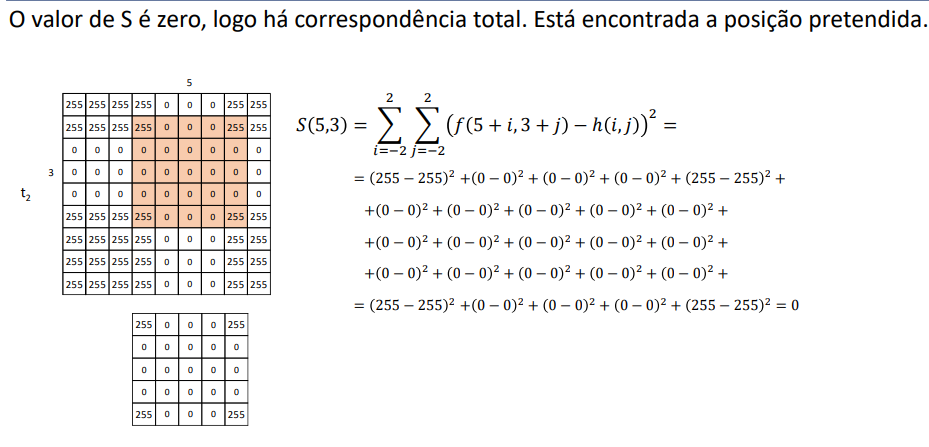 O valor de S é zero, logo há correspondência total. Está encontrada a posição pretendida.
5
255 255 255 255 0 0 0 255 255
255 255 255 255 0 0 0 255 255
0 0 0 0 0 0 0 0 0
3 0 0 0 0 0 0 0 0 0
t₂ 0 0 0 0 0 0 0 0 0
255 255 255 255 0 0 0 255 255
255 255 255 255 0 0 0 255 255
255 255 255 255 0 0 0 255 255
255 255 255 255 0 0 0 255 255
255 0 0 0 255
0 0 0 0 0
0 0 0 0 0
0 0 0 0 0
255 0 0 0 255
S(5,3) = ∑_{i=−2}^{2} ∑_{j=−2}^{2} (f(5 + i, 3 + j) − h(i,j))² =
= (255 − 255)² +(0 − 0)² + (0 − 0)² + (0 − 0)² + (255 − 255)² +
+(0 − 0)² + (0 − 0)² + (0 − 0)² + (0 − 0)² + (0 − 0)² +
+(0 − 0)² + (0 − 0)² + (0 − 0)² + (0 − 0)² + (0 − 0)² +
+(0 − 0)² + (0 − 0)² + (0 − 0)² + (0 − 0)² + (0 − 0)² +
= (255 − 255)² +(0 − 0)² + (0 − 0)² + (0 − 0)² + (255 − 255)² = 0